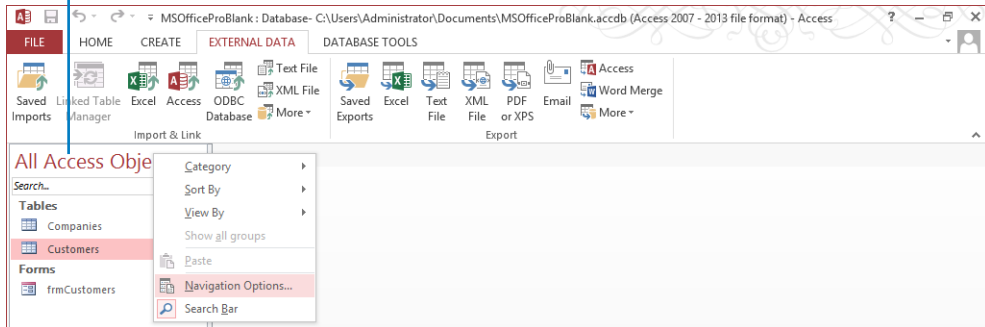 MSOfficeProBlank : Database- C:\Users\Administrator\Documents\MSOfficeProBlank.accdb (Access 2007 - 2013 file format) - Access
FILE HOME CREATE EXTERNAL DATA DATABASE TOOLS
Saved Imports
Linked Table Manager
Excel
Access
ODBC Database
Text File
XML File
More
Import & Link
Saved Exports
Excel
Text File
XML File
PDF or XPS
Email
Access
Word Merge
More
Export
All Access Obje
Search...
Tables
Companies
Customers
Forms
frmCustomers
Category
Sort By
View By
Show all groups
Paste
Navigation Options...
Search Bar